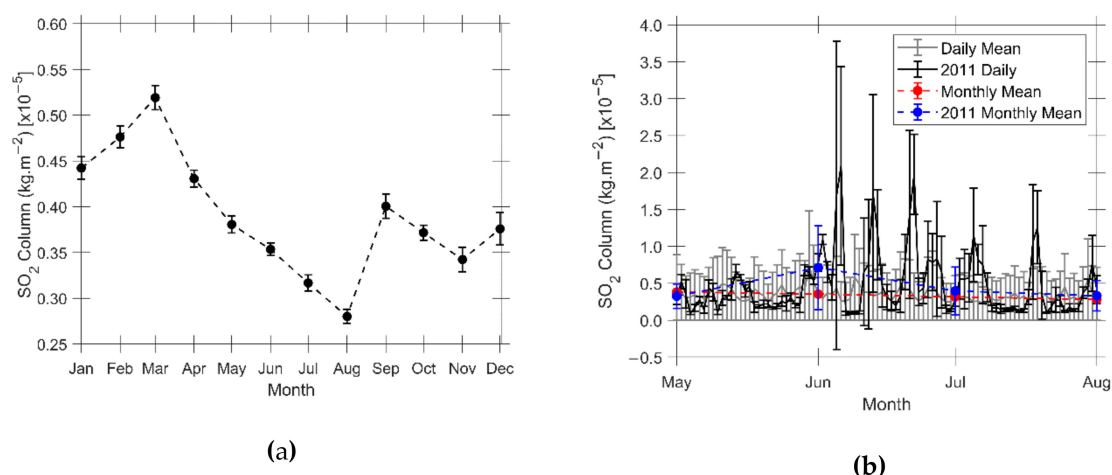 0.60
0.55
0.50
0.45
0.40
0.35
0.30
0.25
SO2 Column (kg.m−2) [x10−5]
Jan Feb Mar Apr May Jun Jul Aug Sep Oct Nov Dec
Month
(a)
4.0
3.5
3.0
2.5
2.0
1.5
1.0
0.5
0.0
−0.5
SO2 Column (kg.m−2) [x10−5]
Daily Mean
2011 Daily
Monthly Mean
2011 Monthly Mean
May Jun Jul Aug
Month
(b)